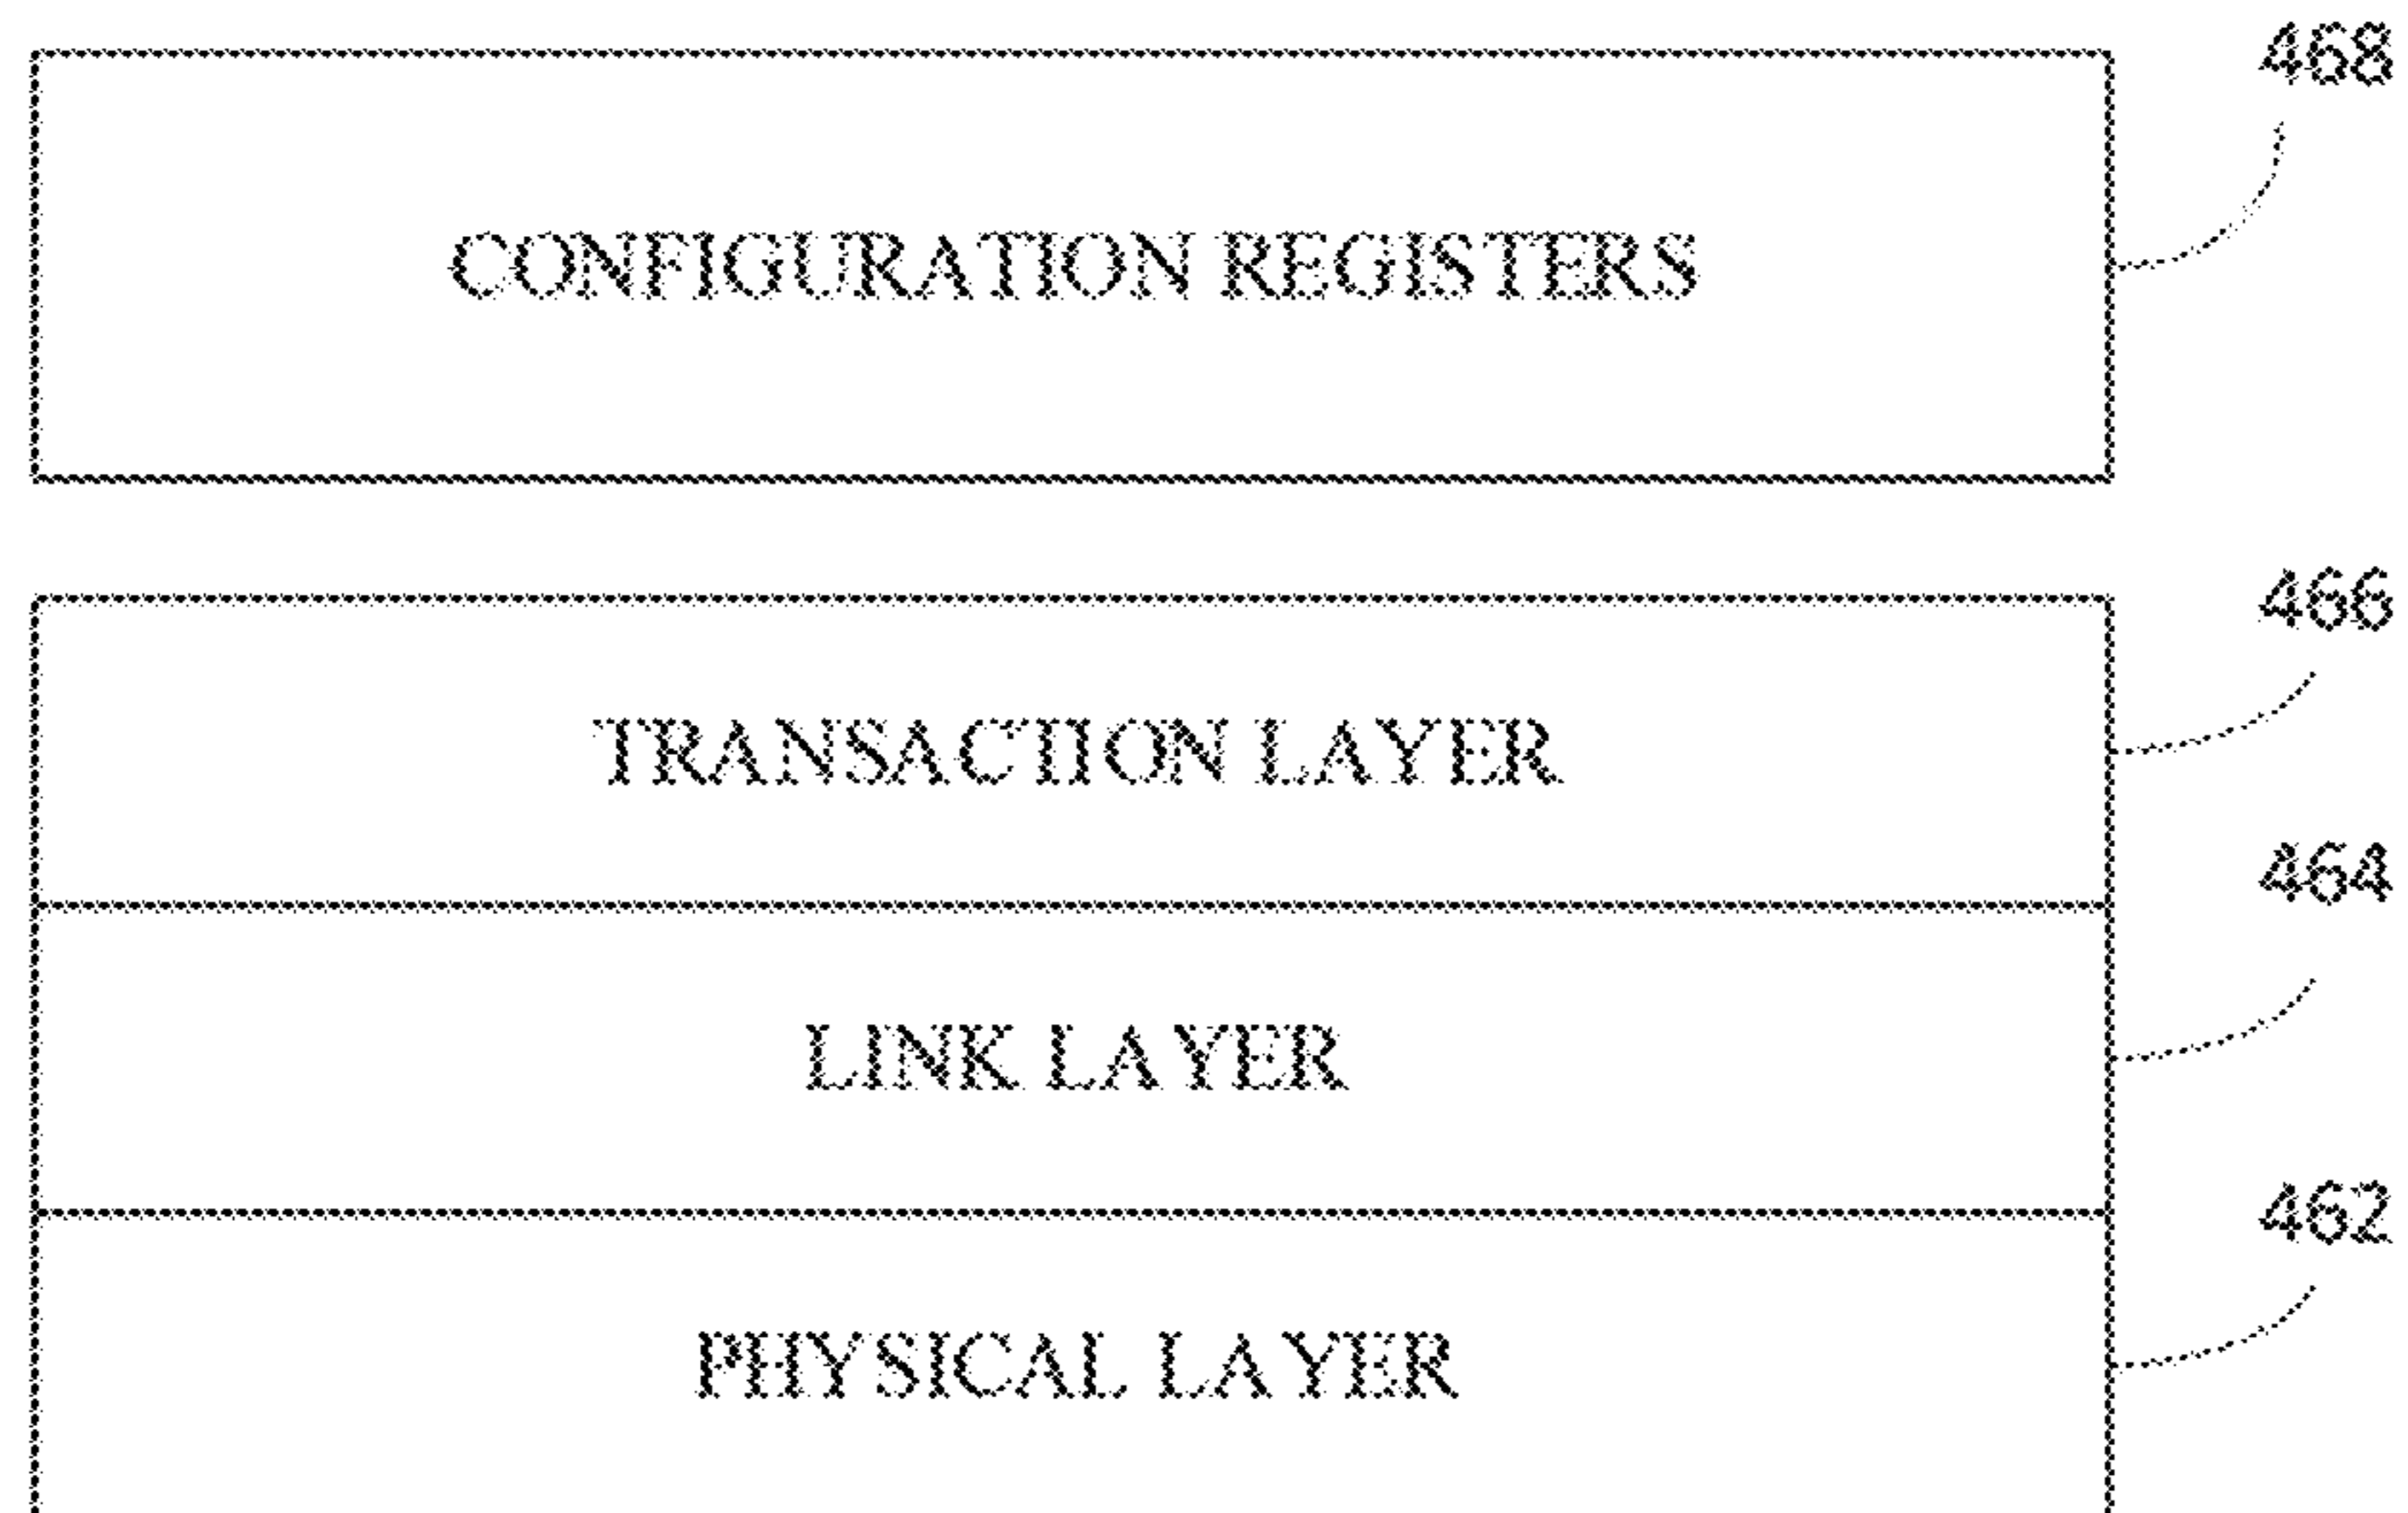 468
CONFIGURATION REGISTERS
466
TRANSACTION LAYER
464
LINK LAYER
462
PHYSICAL LAYER